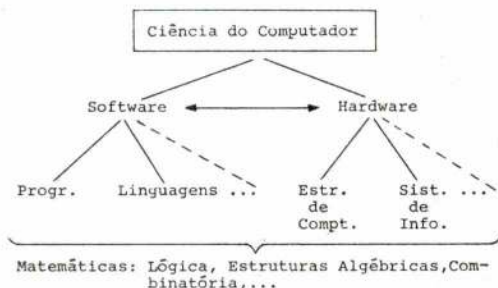 Ciência do Computador
Software Hardware
Progr. Linguagens ... Estr. Sist. ...
de de
Compt. Info.
Matemáticas: Lógica, Estruturas Algébricas,Com-
binatória,...